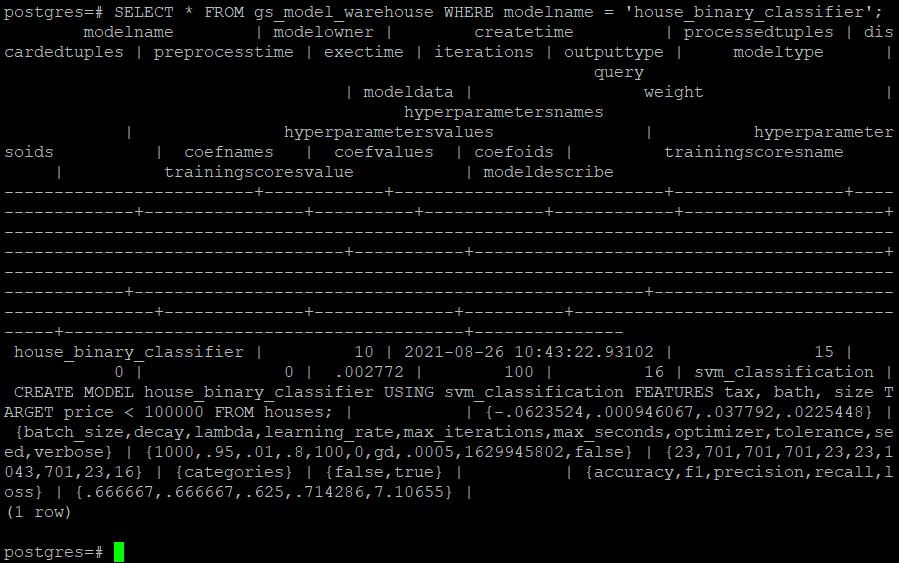 postgres=# SELECT * FROM gs_model_warehouse WHERE modelname = 'house_binary_classifier';
        modelname        | modelowner |         createtime         | processedtuples | dis
cardedtuples | preprocesstime | exectime | iterations | outputtype |     modeltype      |
                                                           query
                                  | modeldata |                 weight                  |
                                        hyperparametersnames
            |               hyperparametersvalues               |          hyperparameter
soids          |  coefnames   |  coefvalues  | coefoids |         trainingscoresname
     |          trainingscoresvalue           | modeldescribe
-------------------------+------------+----------------------------+-----------------+----
-------------+----------------+----------+------------+------------+--------------------+
-----------------------------------------------------------------------------------------
----------------------------------+-----------+-----------------------------------------+
-----------------------------------------------------------------------------------------
------------+---------------------------------------------------+------------------------
---------------+--------------+--------------+----------+--------------------------------
-----+----------------------------------------+---------------
 house_binary_classifier |         10 | 2021-08-26 10:43:22.93102 |              15 |
           0 |              0 |  .002772 |        100 |         16 | svm_classification |
 CREATE MODEL house_binary_classifier USING svm_classification FEATURES tax, bath, size T
ARGET price < 100000 FROM houses; |           | {-.0623524,.000946067,.037792,.0225448} |
 {batch_size,decay,lambda,learning_rate,max_iterations,max_seconds,optimizer,tolerance,se
ed,verbose} | {1000,.95,.01,.8,100,0,gd,.0005,1629945802,false} | {23,701,701,701,23,23,1
043,701,23,16} | {categories} | {false,true} |          | {accuracy,f1,precision,recall,l
oss} | {.666667,.666667,.625,.714286,7.10655} |
(1 row)
postgres=#